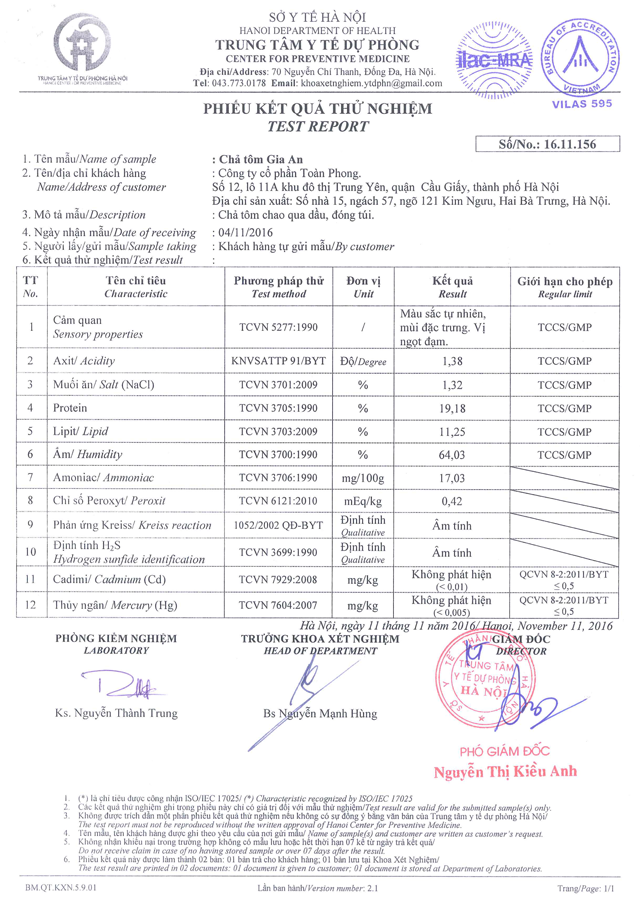 SỞ Y TẾ HÀ NỘI
HANOI DEPARTMENT OF HEALTH
TRUNG TÂM Y TẾ DỰ PHÒNG
CENTER FOR PREVENTIVE MEDICINE
Địa chỉ/Address: 70 Nguyễn Chí Thanh, Đống Đa, Hà Nội.
Tel: 043.773.0178 Email: khoaxetnghiem.ytdphn@gmail.com
TRUNG TÂM Y TẾ DỰ PHÒNG HÀ NỘI
HANOI CENTER FOR PREVENTIVE MEDICINE
ilac-MRA
BUREAU OF ACCREDITATION
VIETNAM
VILAS 595
PHIẾU KẾT QUẢ THỬ NGHIỆM
TEST REPORT
Số/No.: 16.11.156
1. Tên mẫu/Name of sample : Chả tôm Gia An
2. Tên/địa chỉ khách hàng : Công ty cổ phần Toàn Phong.
Name/Address of customer Số 12, lô 11A khu đô thị Trung Yên, quận Cầu Giấy, thành phố Hà Nội
Địa chỉ sản xuất: Số nhà 15, ngách 57, ngõ 121 Kim Ngưu, Hai Bà Trưng, Hà Nội.
3. Mô tả mẫu/Description : Chả tôm chao qua dầu, đóng túi.
4. Ngày nhận mẫu/Date of receiving : 04/11/2016
5. Người lấy/gửi mẫu/Sample taking : Khách hàng tự gửi mẫu/By customer
6. Kết quả thử nghiệm/Test result :
TT No. Tên chỉ tiêu Characteristic Phương pháp thử Test method Đơn vị Unit Kết quả Result Giới hạn cho phép Regular limit
1 Cảm quan Sensory properties TCVN 5277:1990 / Màu sắc tự nhiên, mùi đặc trưng. Vị ngọt đạm. TCCS/GMP
2 Axit/ Acidity KNVSATTP 91/BYT Độ/Degree 1,38 TCCS/GMP
3 Muối ăn/ Salt (NaCl) TCVN 3701:2009 % 1,32 TCCS/GMP
4 Protein TCVN 3705:1990 % 19,18 TCCS/GMP
5 Lipit/ Lipid TCVN 3703:2009 % 11,25 TCCS/GMP
6 Ẩm/ Humidity TCVN 3700:1990 % 64,03 TCCS/GMP
7 Amoniac/ Ammoniac TCVN 3706:1990 mg/100g 17,03
8 Chỉ số Peroxyt/ Peroxit TCVN 6121:2010 mEq/kg 0,42
9 Phản ứng Kreiss/ Kreiss reaction 1052/2002 QĐ-BYT Định tính Qualitative Âm tính
10 Định tính H2S Hydrogen sunfide identification TCVN 3699:1990 Định tính Qualitative Âm tính
11 Cadimi/ Cadmium (Cd) TCVN 7929:2008 mg/kg Không phát hiện (< 0,01) QCVN 8-2:2011/BYT ≤ 0,5
12 Thủy ngân/ Mercury (Hg) TCVN 7604:2007 mg/kg Không phát hiện (< 0,005) QCVN 8-2:2011/BYT ≤ 0,5
Hà Nội, ngày 11 tháng 11 năm 2016/ Hanoi, November 11, 2016
PHÒNG KIỂM NGHIỆM TRƯỞNG KHOA XÉT NGHIỆM GIÁM ĐỐC
LABORATORY HEAD OF DEPARTMENT DIRECTOR
TRUNG TÂM
Y TẾ DỰ PHÒNG
HÀ NỘI
Ks. Nguyễn Thành Trung Bs Nguyễn Mạnh Hùng
PHÓ GIÁM ĐỐC
Nguyễn Thị Kiều Anh
1. (*) là chỉ tiêu được công nhận ISO/IEC 17025/ (*) Characteristic recognized by ISO/IEC 17025
2. Các kết quả thử nghiệm ghi trong phiếu này chỉ có giá trị đối với mẫu thử nghiệm/Test result are valid for the submitted sample(s) only.
3. Không được trích dẫn một phần phiếu kết quả thử nghiệm nếu không có sự đồng ý bằng văn bản của Trung tâm y tế dự phòng Hà Nội/
The test report must not be reproduced without the written approval of Hanoi Center for Preventive Medicine.
4. Tên mẫu, tên khách hàng được ghi theo yêu cầu của nơi gửi mẫu/ Name of sample(s) and customer are written as customer's request.
5. Không nhận khiếu nại trong trường hợp không có mẫu lưu hoặc hết thời hạn 07 kể từ ngày trả kết quả/
Do not receive claim in case of no having stored sample or over 07 days after the result.
6. Phiếu kết quả này được làm thành 02 bản: 01 bản trả cho khách hàng; 01 bản lưu tại Khoa Xét Nghiệm/
The test result are printed in 02 documents: 01 document is given to customer; 01 document is stored at Department of Laboratories.
BM.QT.KXN.5.9.01 Lần ban hành/Version number: 2.1 Trang/Page: 1/1